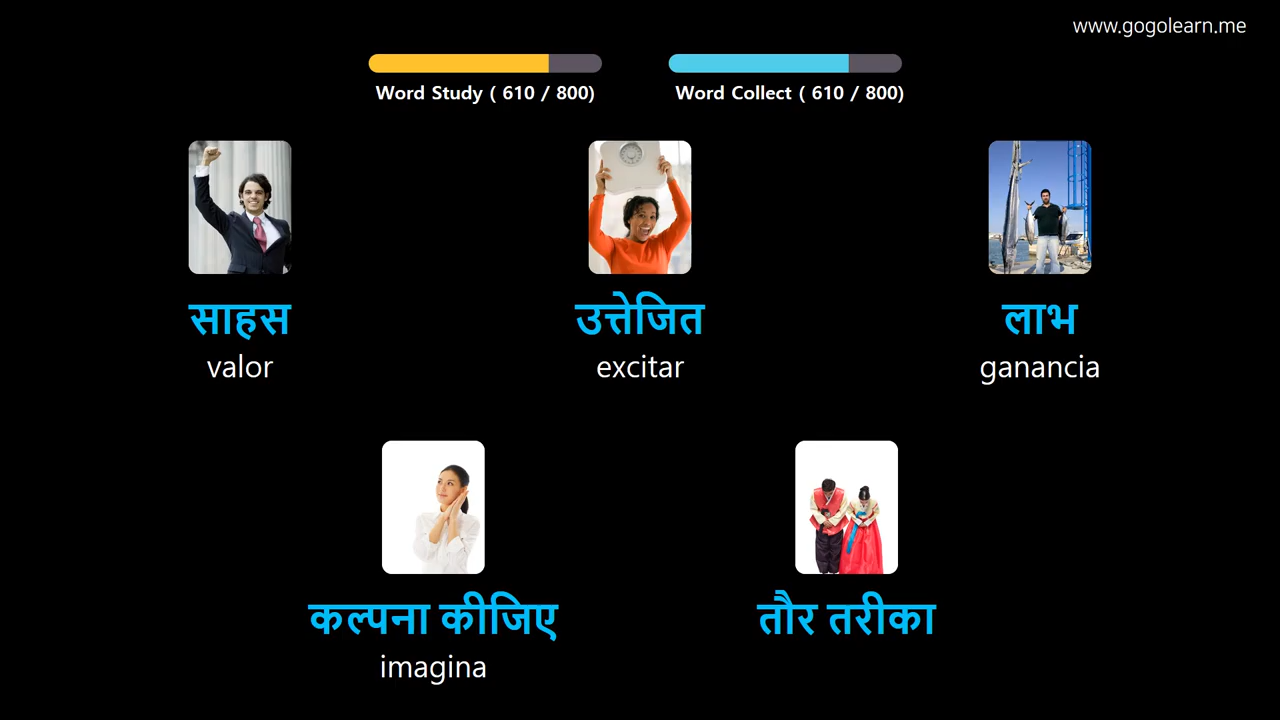 www.gogolearn.me
Word Study ( 610 / 800)
Word Collect ( 610 / 800)
साहस
valor
उत्तेजित
excitar
लाभ
ganancia
कल्पना कीजिए
imagina
तौर तरीका